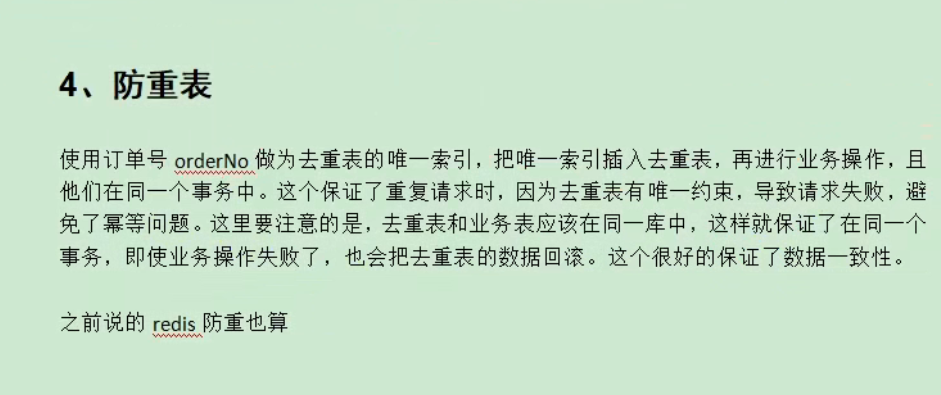 4、防重表
使用订单号 orderNo 做为去重表的唯一索引，把唯一索引插入去重表，再进行业务操作，且
他们在同一个事务中。这个保证了重复请求时，因为去重表有唯一约束，导致请求失败，避
免了幂等问题。这里要注意的是，去重表和业务表应该在同一库中，这样就保证了在同一个
事务，即使业务操作失败了，也会把去重表的数据回滚。这个很好的保证了数据一致性。
之前说的 redis 防重也算